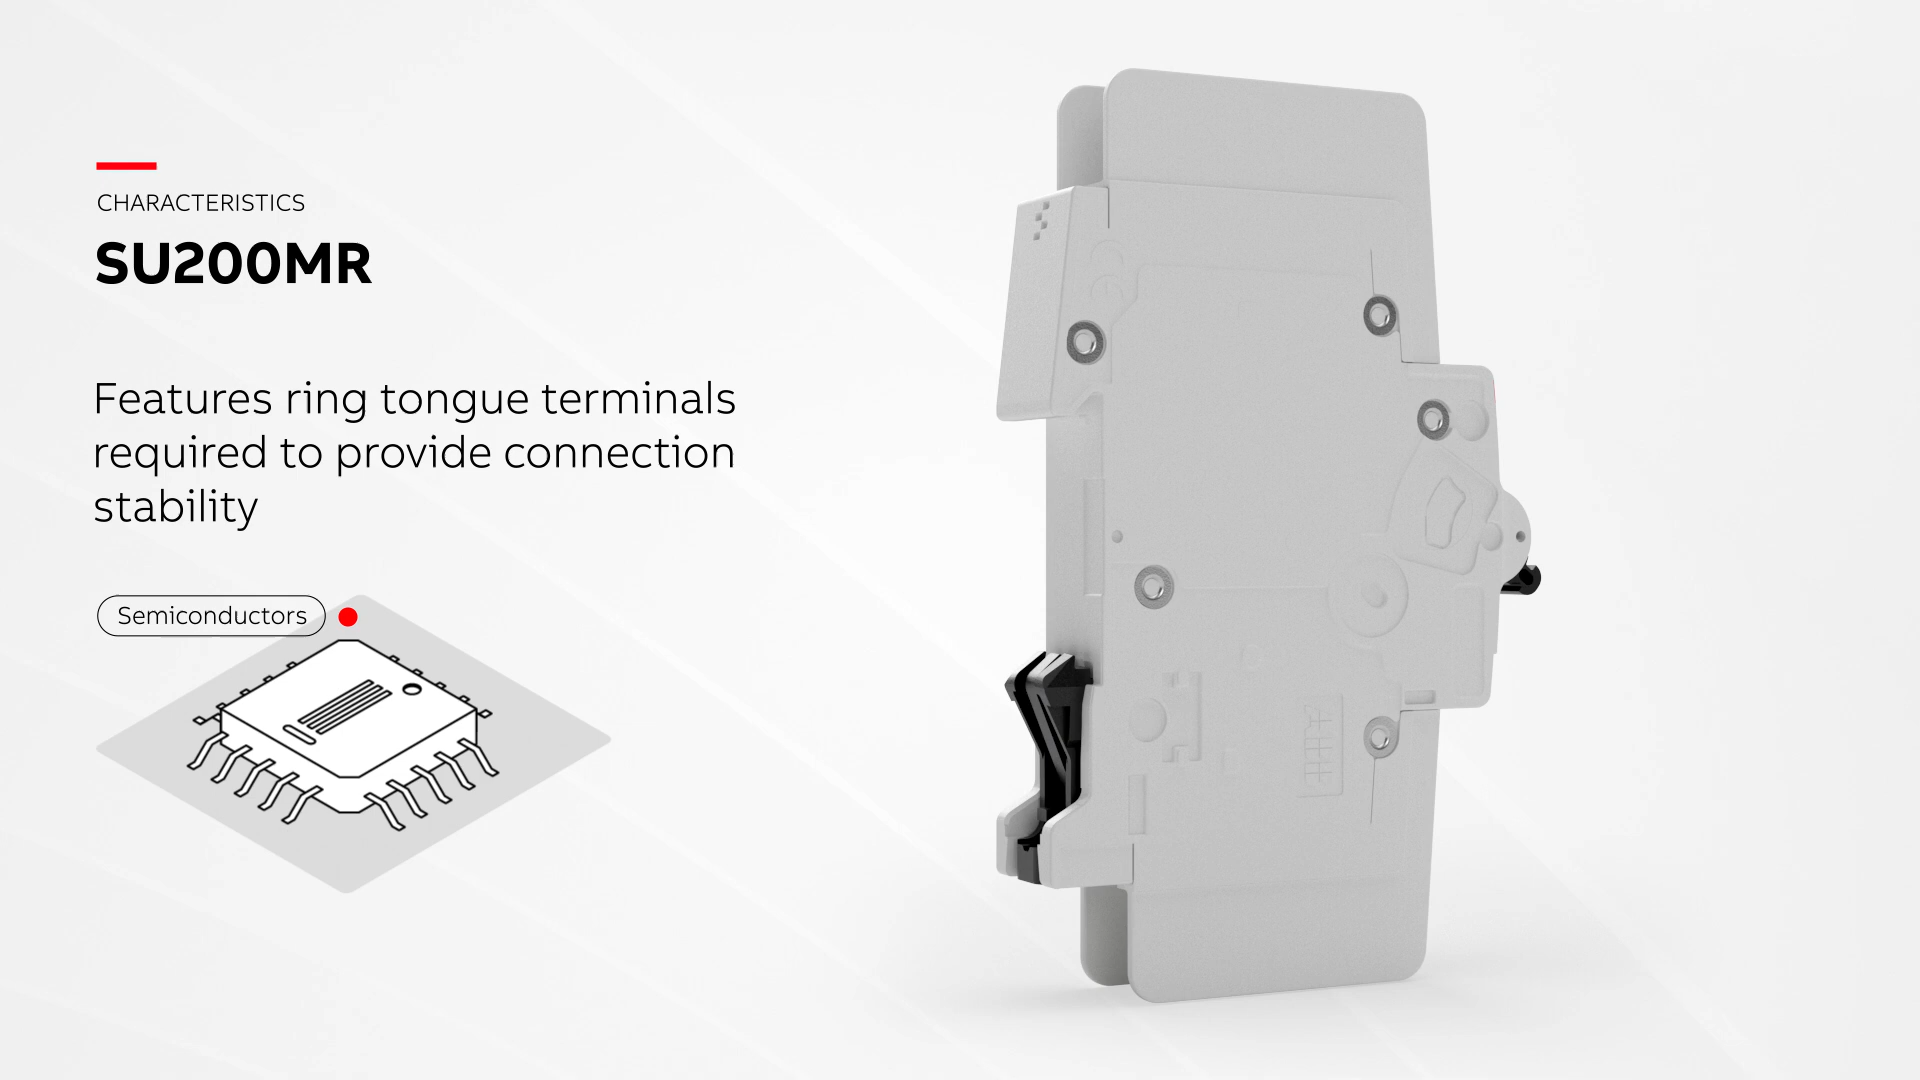 CHARACTERISTICS
SU200MR
Features ring tongue terminals
required to provide connection
stability
Semiconductors